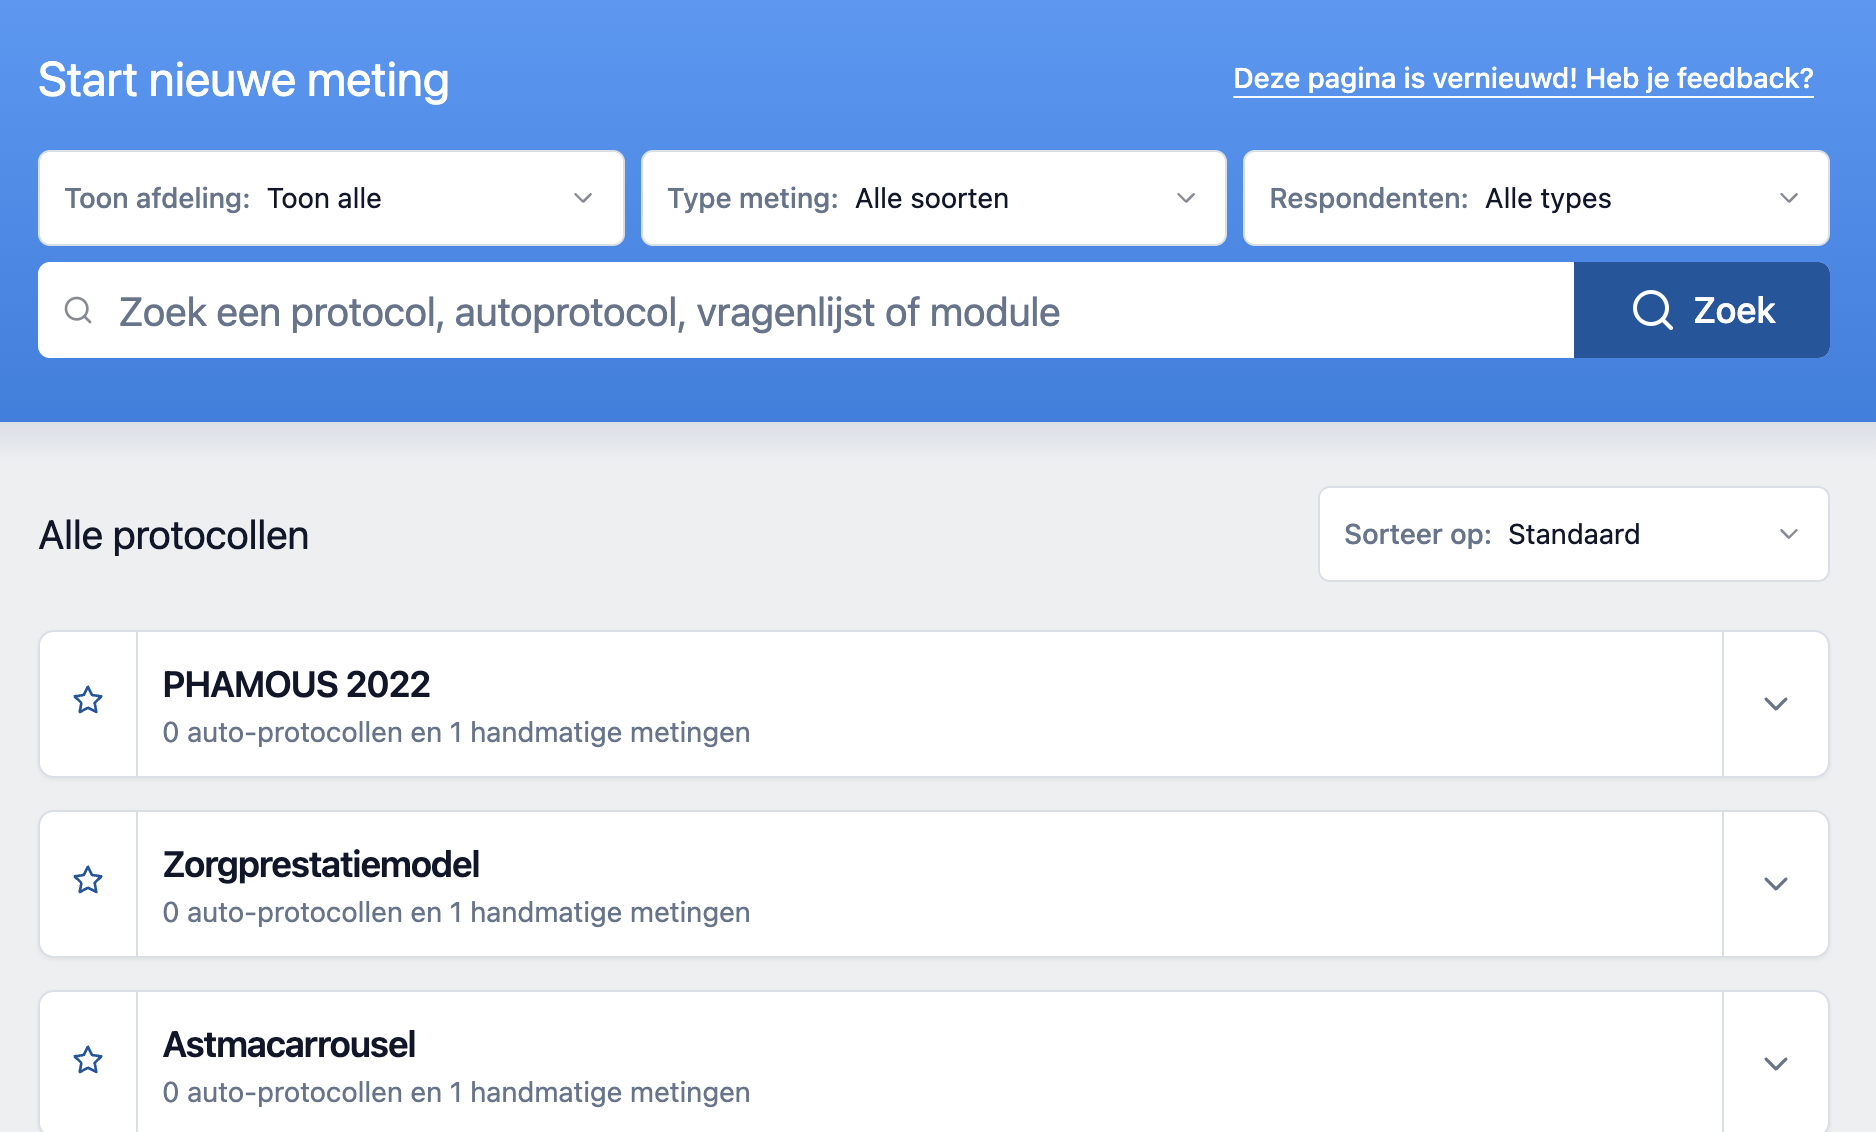 Start nieuwe meting
Deze pagina is vernieuwd! Heb je feedback?
Toon afdeling: Toon alle
Type meting: Alle soorten
Respondenten: Alle types
Zoek een protocol, autoprotocol, vragenlijst of module
Zoek
Alle protocollen
Sorteer op: Standaard
PHAMOUS 2022
0 auto-protocollen en 1 handmatige metingen
Zorgprestatiemodel
0 auto-protocollen en 1 handmatige metingen
Astmacarrousel
0 auto-protocollen en 1 handmatige metingen